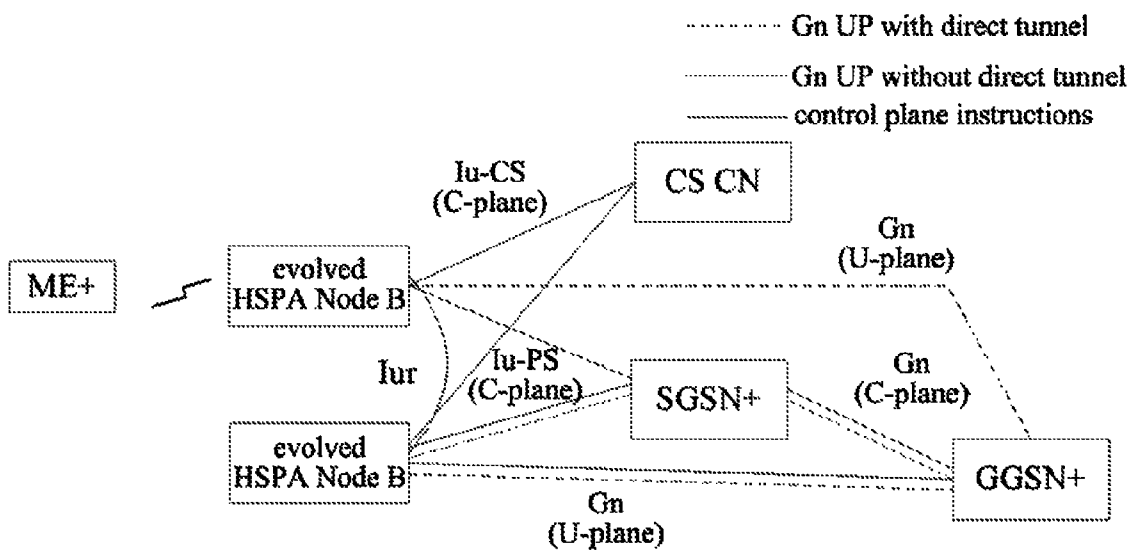 Gn UP with direct tunnel
Gn UP without direct tunnel
control plane instructions
Iu-CS
(C-plane)
CS CN
Gn
(U-plane)
ME+
evolved
HSPA Node B
Iur
Iu-PS
(C-plane)
SGSN+
Gn
(C-plane)
evolved
HSPA Node B
GGSN+
Gn
(U-plane)